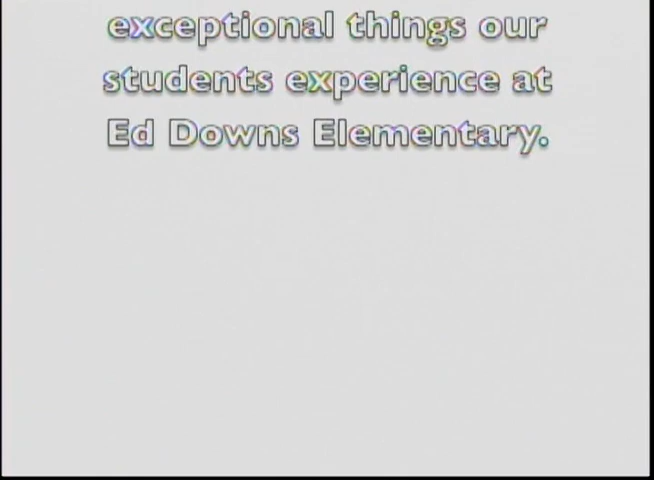 exceptional things our
students experience at
Ed Downs Elementary.